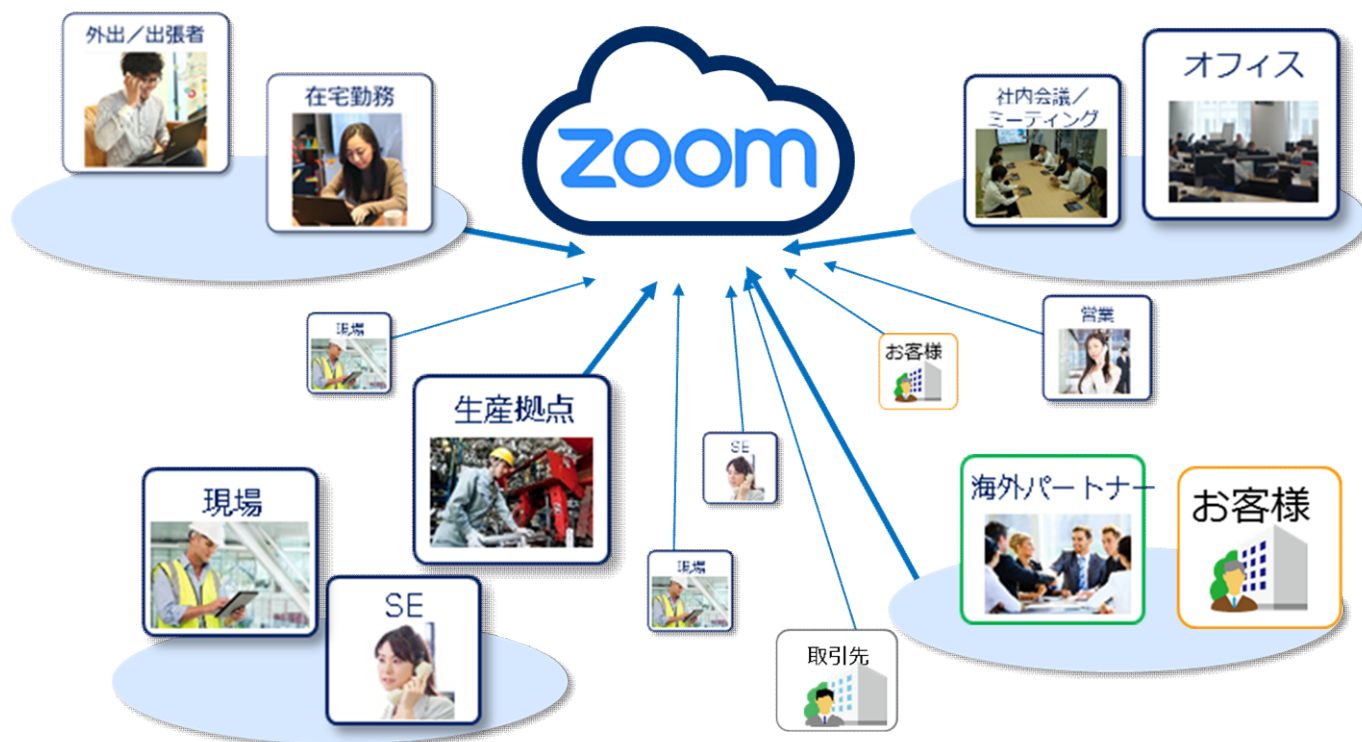 外出/出張者
在宅勤務
zoom
社内会議/
ミーティング
オフィス
現場
生産拠点
お客様
営業
SE
現場
SE
現場
海外パートナー
お客様
取引先